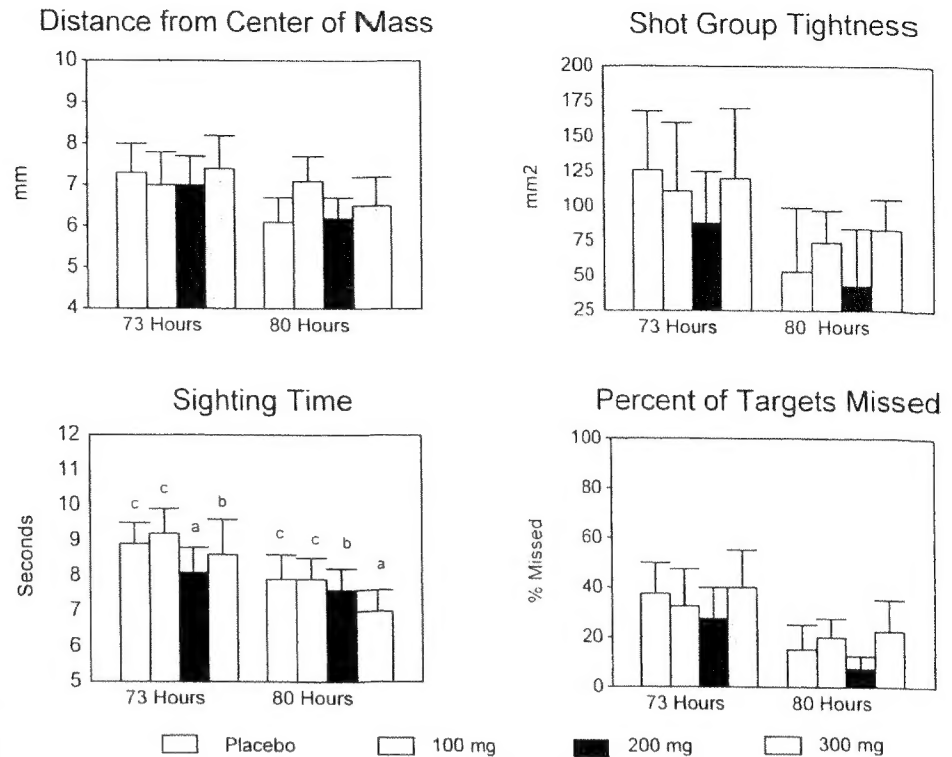 Distance from Center of Mass
10
9
8
7
6
5
4
mm
73 Hours 80 Hours
Shot Group Tightness
200
175
150
125
100
75
50
25
mm2
73 Hours 80 Hours
Sighting Time
12
11
10
9
8
7
6
5
Seconds
c c a b c c b a
73 Hours 80 Hours
Percent of Targets Missed
100
80
60
40
20
0
% Missed
73 Hours 80 Hours
Placebo 100 mg 200 mg 300 mg